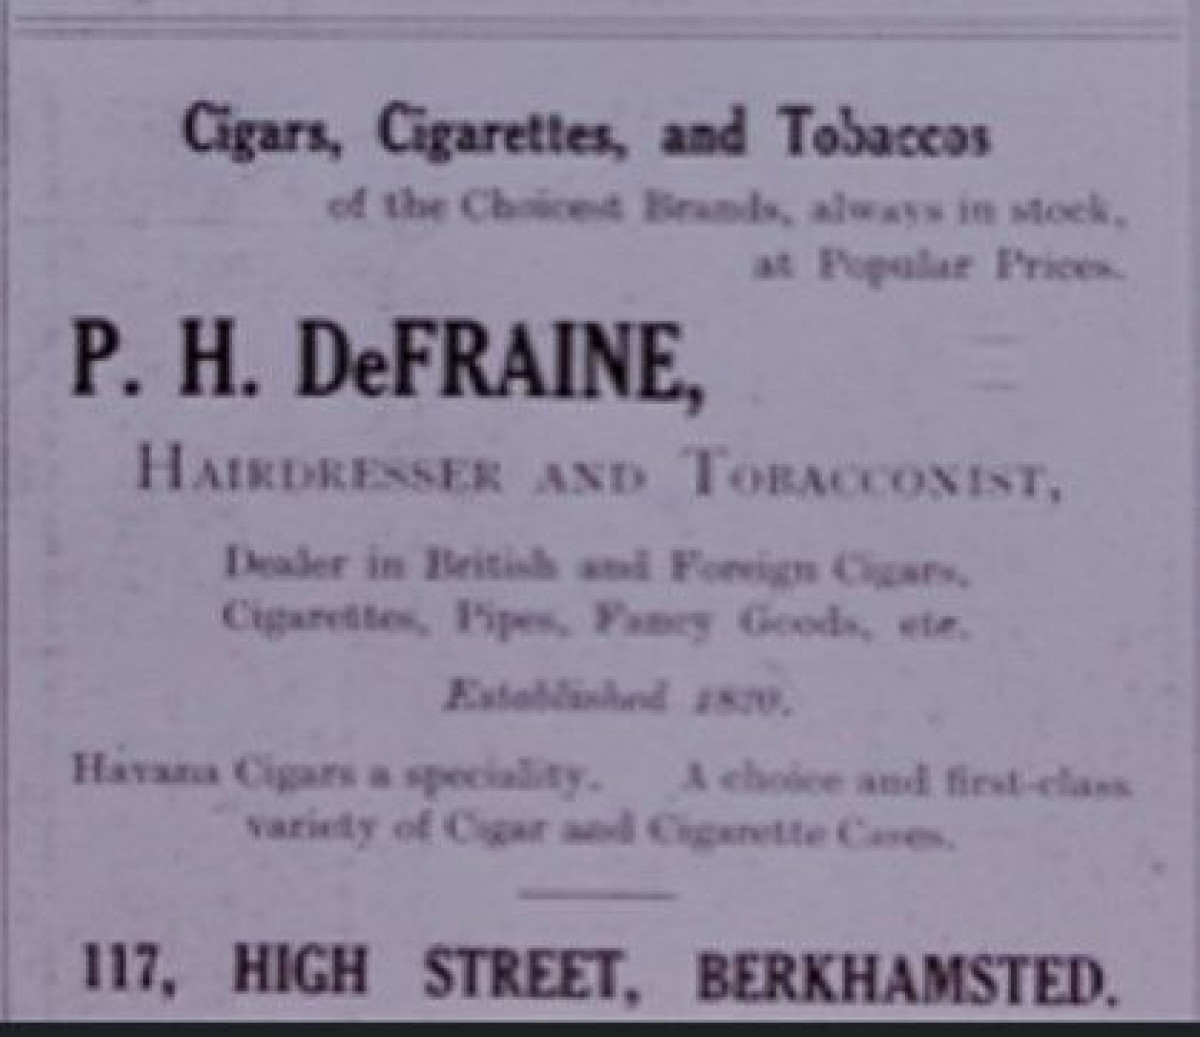 Cigars, Cigarettes, and Tobaccos
of the Choicest Brands, always in stock,
at Popular Prices.
P. H. DeFRAINE,
HAIRDRESSER AND TOBACCONIST,
Dealer in British and Foreign Cigars,
Cigarettes, Pipes, Fancy Goods, etc.
Established 1870.
Havana Cigars a speciality. A choice and first-class
variety of Cigar and Cigarette Cases.
117, HIGH STREET, BERKHAMSTED.